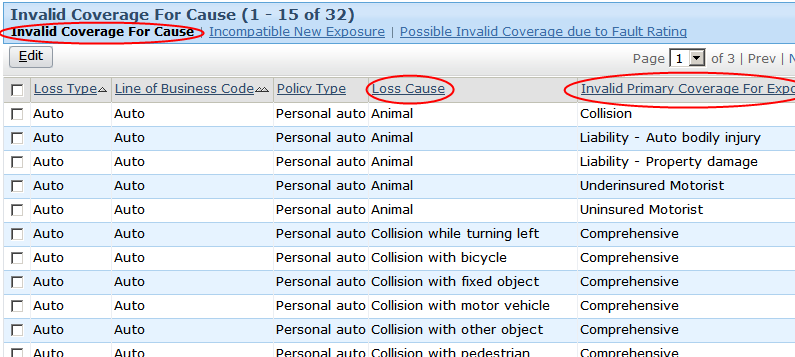 Invalid Coverage For Cause (1 - 15 of 32)
Invalid Coverage For Cause | Incompatible New Exposure | Possible Invalid Coverage due to Fault Rating
Edit Page 1 of 3 | Prev | N
Loss Type Line of Business Code Policy Type Loss Cause Invalid Primary Coverage For Expo
Auto Auto Personal auto Animal Collision
Auto Auto Personal auto Animal Liability - Auto bodily injury
Auto Auto Personal auto Animal Liability - Property damage
Auto Auto Personal auto Animal Underinsured Motorist
Auto Auto Personal auto Animal Uninsured Motorist
Auto Auto Personal auto Collision while turning left Comprehensive
Auto Auto Personal auto Collision with bicycle Comprehensive
Auto Auto Personal auto Collision with fixed object Comprehensive
Auto Auto Personal auto Collision with motor vehicle Comprehensive
Auto Auto Personal auto Collision with other object Comprehensive
Auto Auto Personal auto Collision with pedestrian Comprehensive